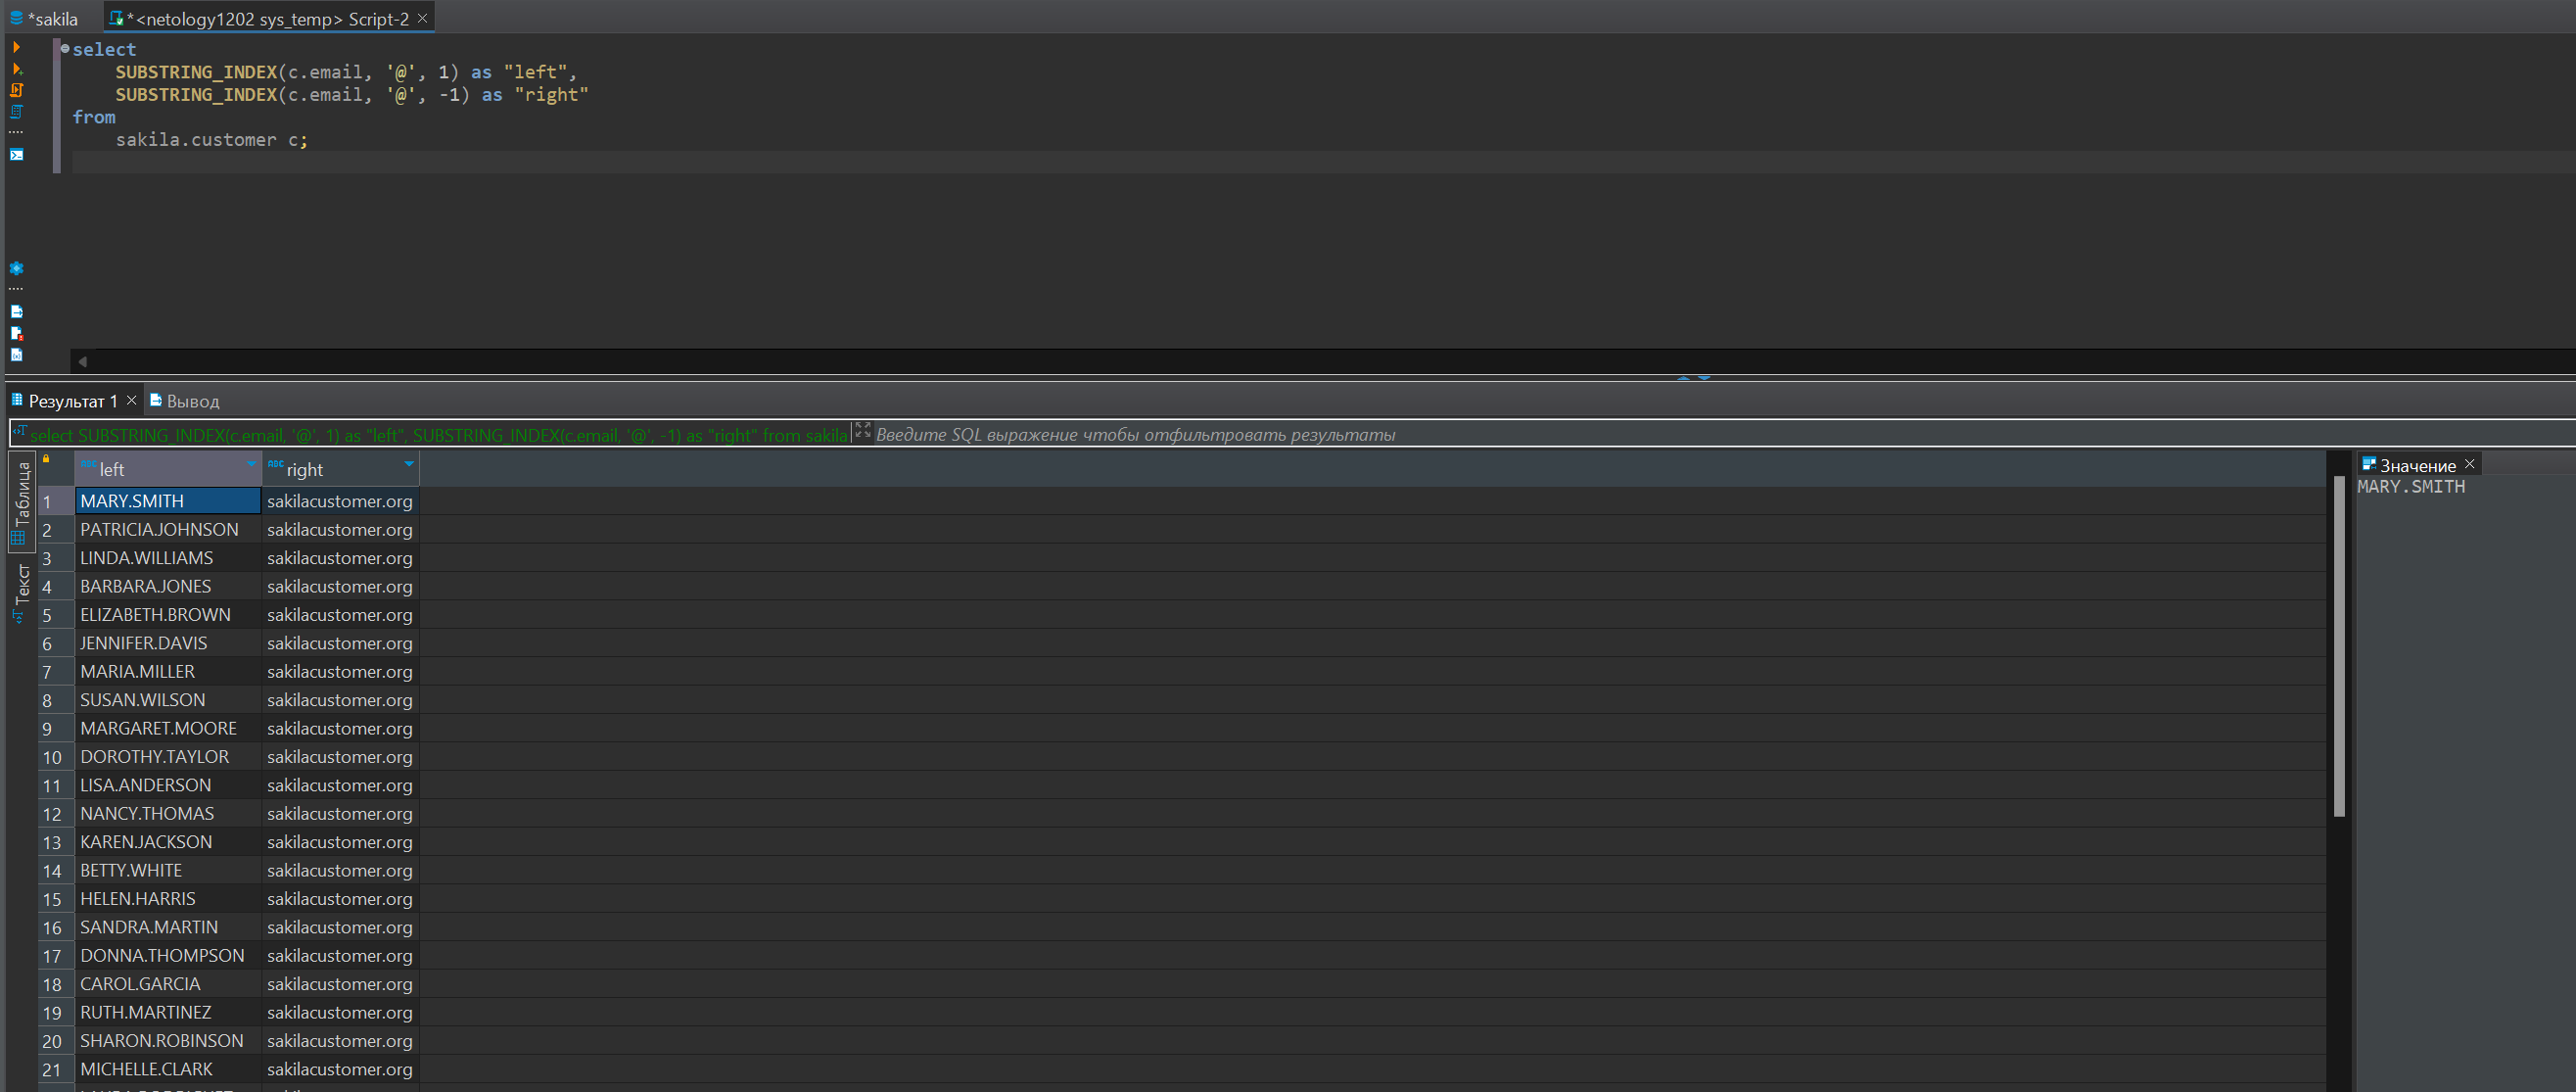 *sakila
*<netology1202 sys_temp> Script-2
select
SUBSTRING_INDEX(c.email, '@', 1) as "left",
SUBSTRING_INDEX(c.email, '@', -1) as "right"
from
sakila.customer c;
Результат 1
Вывод
select SUBSTRING_INDEX(c.email, '@', 1) as "left", SUBSTRING_INDEX(c.email, '@', -1) as "right" from sakila
Введите SQL выражение чтобы отфильтровать результаты
Таблица
Текст
ABC left ABC right
1 MARY.SMITH sakilacustomer.org
2 PATRICIA.JOHNSON sakilacustomer.org
3 LINDA.WILLIAMS sakilacustomer.org
4 BARBARA.JONES sakilacustomer.org
5 ELIZABETH.BROWN sakilacustomer.org
6 JENNIFER.DAVIS sakilacustomer.org
7 MARIA.MILLER sakilacustomer.org
8 SUSAN.WILSON sakilacustomer.org
9 MARGARET.MOORE sakilacustomer.org
10 DOROTHY.TAYLOR sakilacustomer.org
11 LISA.ANDERSON sakilacustomer.org
12 NANCY.THOMAS sakilacustomer.org
13 KAREN.JACKSON sakilacustomer.org
14 BETTY.WHITE sakilacustomer.org
15 HELEN.HARRIS sakilacustomer.org
16 SANDRA.MARTIN sakilacustomer.org
17 DONNA.THOMPSON sakilacustomer.org
18 CAROL.GARCIA sakilacustomer.org
19 RUTH.MARTINEZ sakilacustomer.org
20 SHARON.ROBINSON sakilacustomer.org
21 MICHELLE.CLARK sakilacustomer.org
Значение
MARY.SMITH